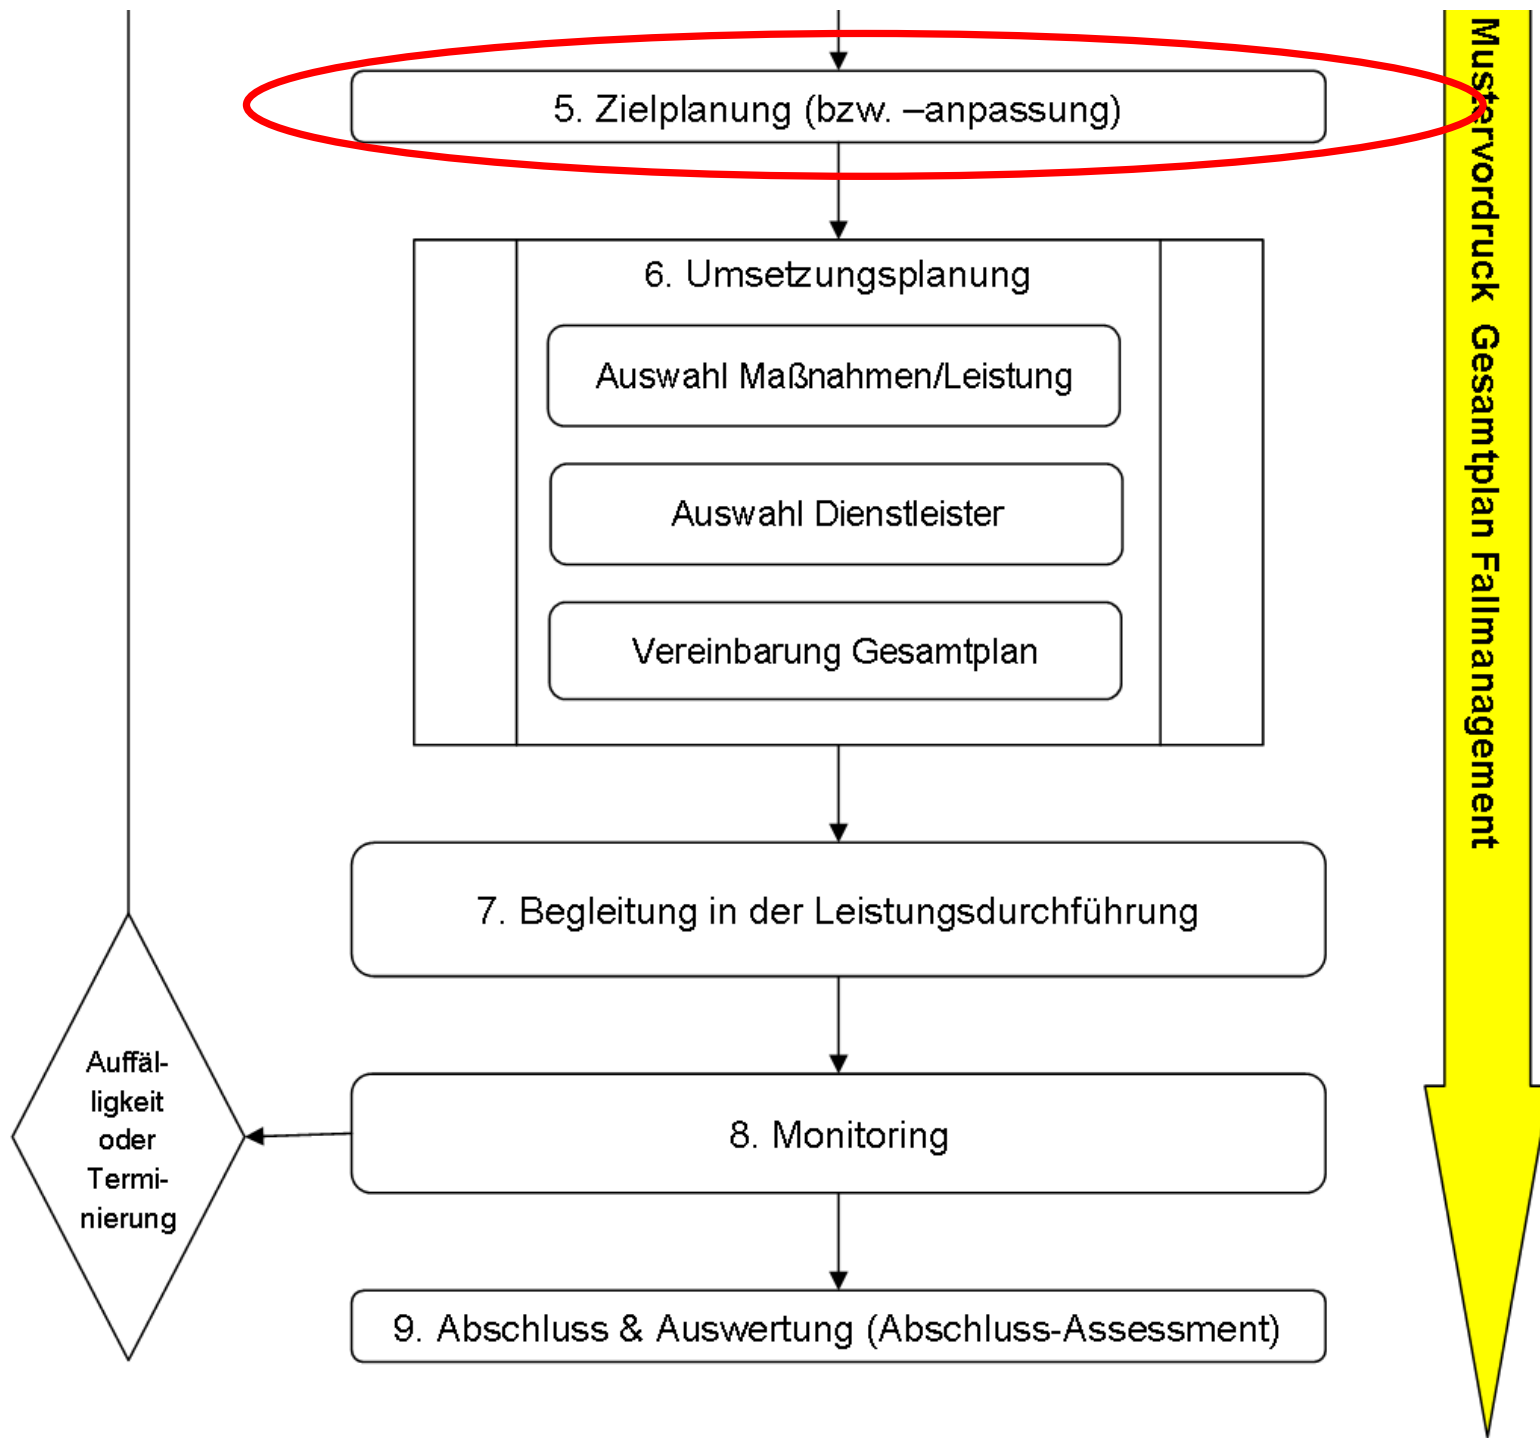 5. Zielplanung (bzw. –anpassung)
6. Umsetzungsplanung
Auswahl Maßnahmen/Leistung
Auswahl Dienstleister
Vereinbarung Gesamtplan
7. Begleitung in der Leistungsdurchführung
Auffäl-
ligkeit
oder
Termi-
nierung
8. Monitoring
9. Abschluss & Auswertung (Abschluss-Assessment)
Mustervordruck Gesamtplan Fallmanagement